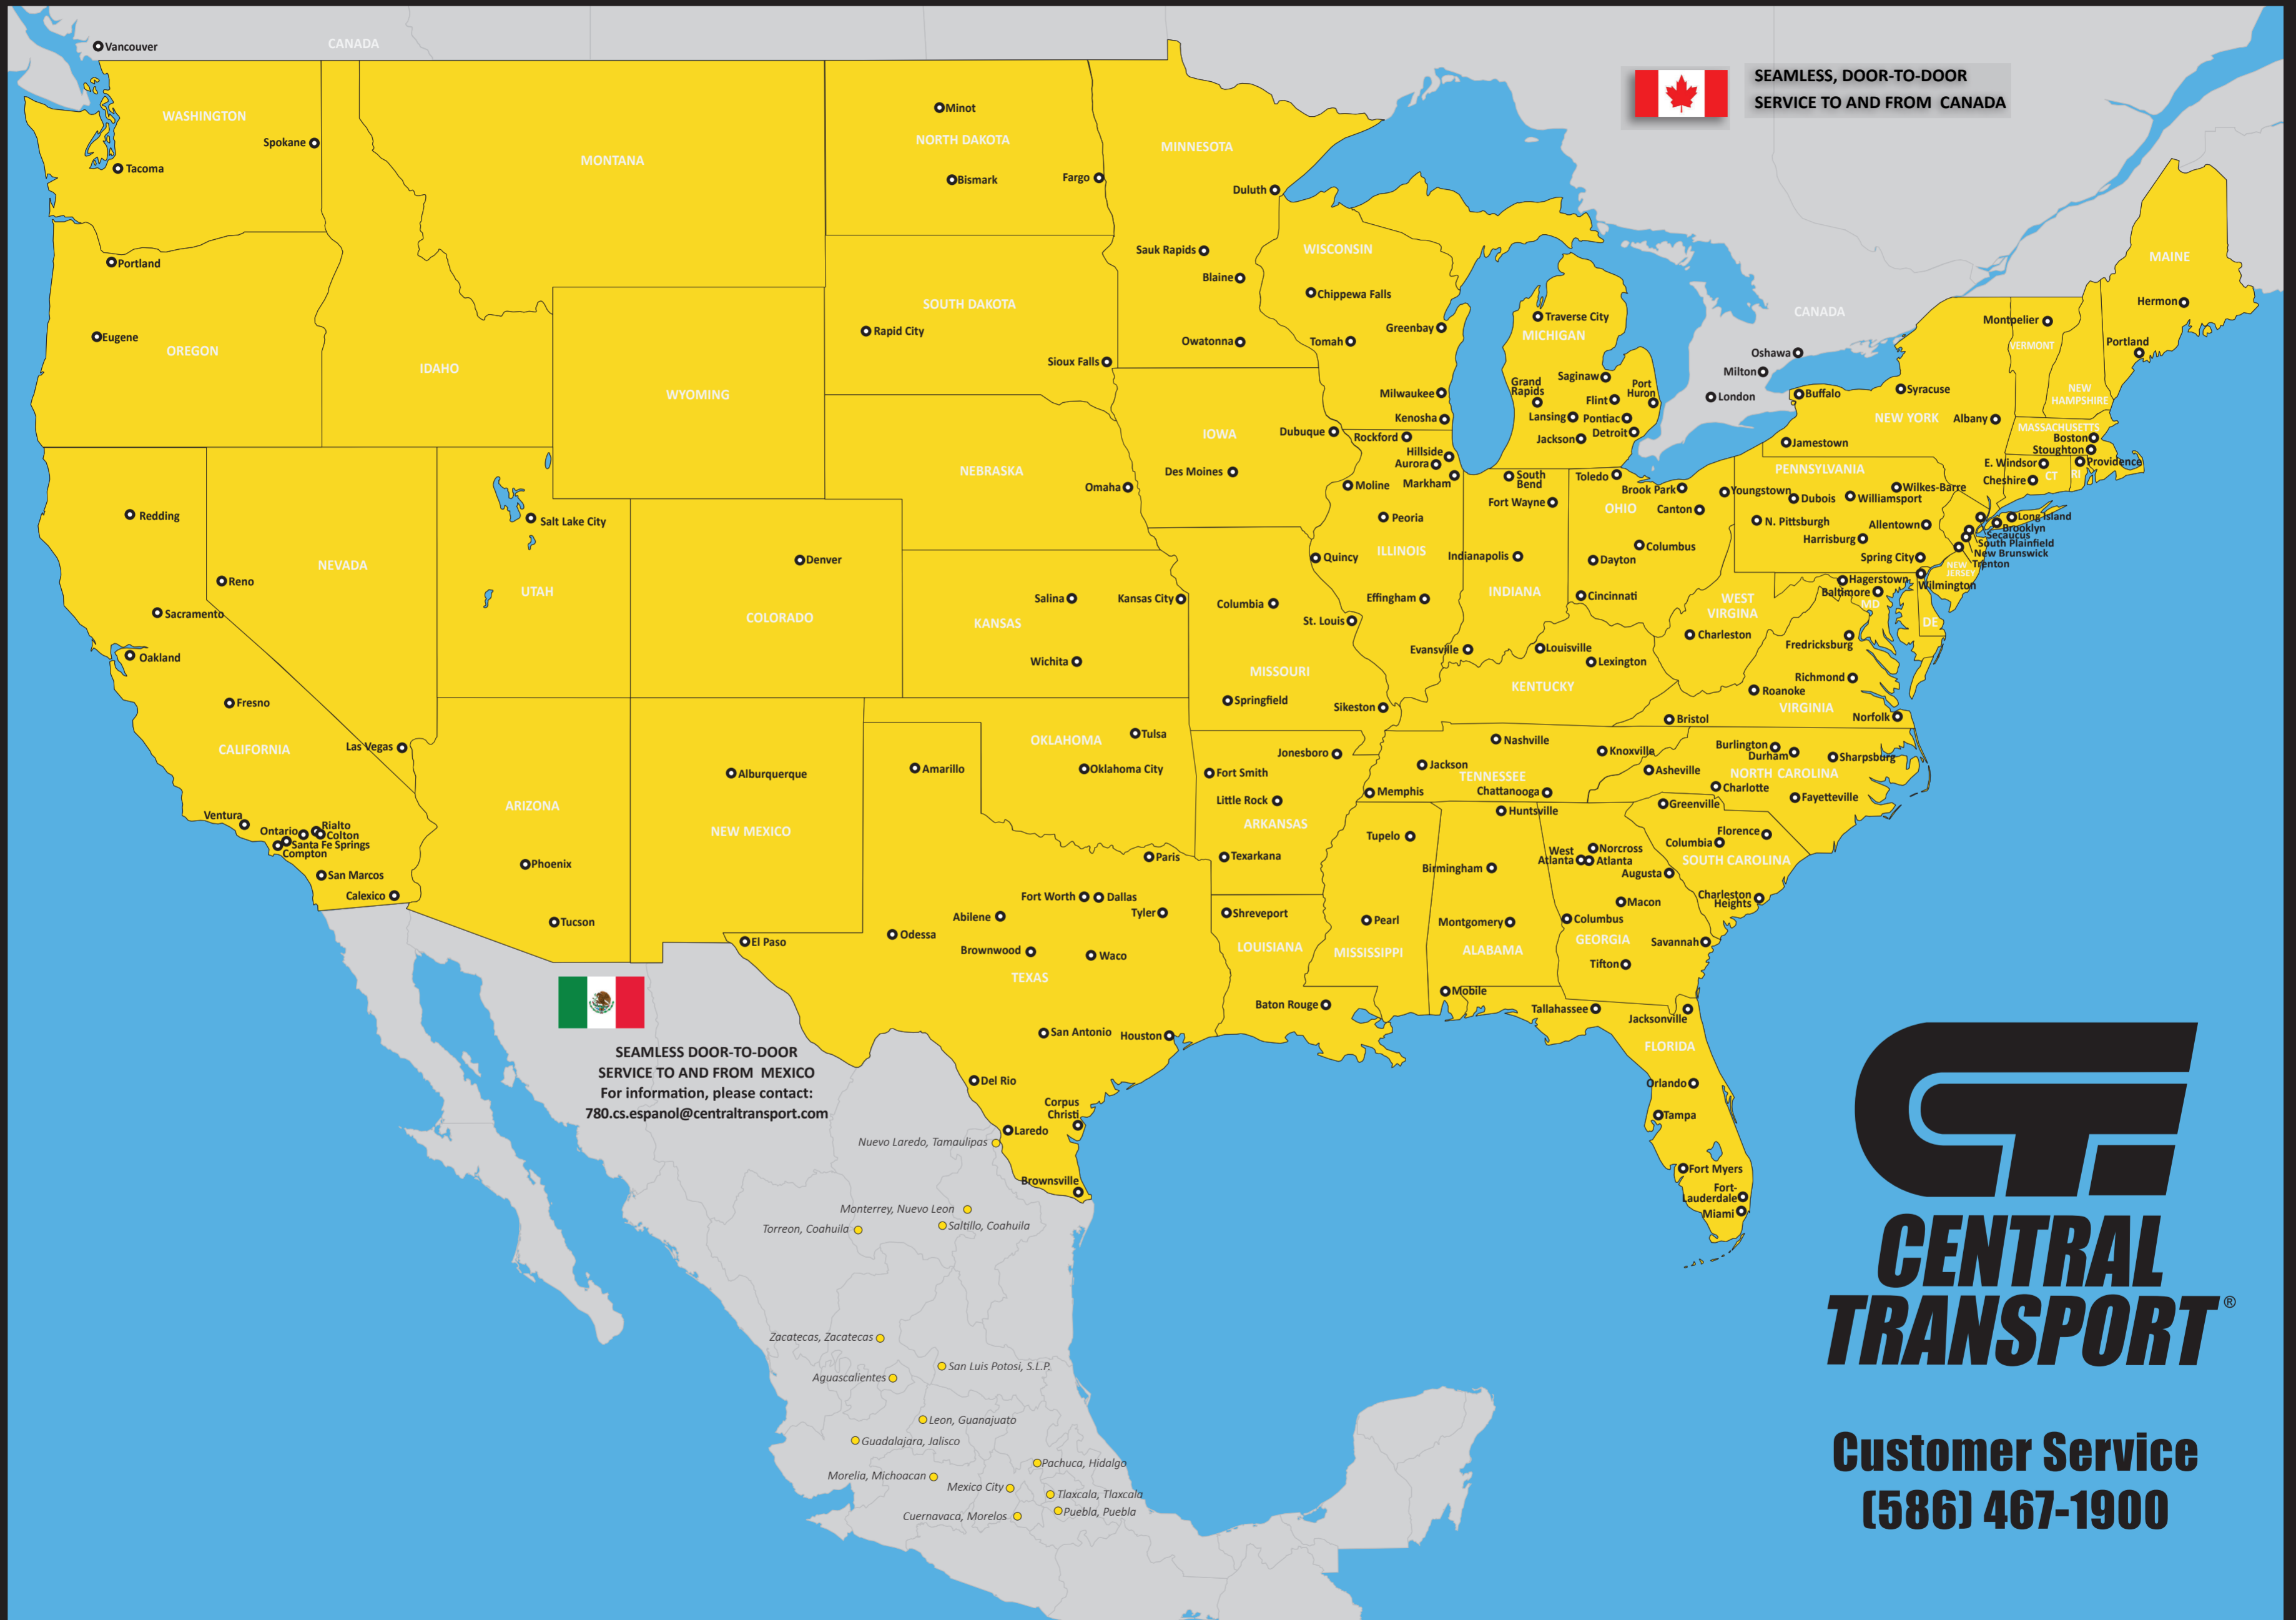 CANADA
Vancouver
WASHINGTON
Spokane
Tacoma
MONTANA
Minot
NORTH DAKOTA
Bismark
Fargo
MINNESOTA
Duluth
SEAMLESS, DOOR-TO-DOOR
SERVICE TO AND FROM CANADA
Portland
Eugene
OREGON
IDAHO
WYOMING
SOUTH DAKOTA
Rapid City
Sioux Falls
Sauk Rapids
Blaine
Owatonna
WISCONSIN
Chippewa Falls
Greenbay
Tomah
Milwaukee
Kenosha
Traverse City
MICHIGAN
Saginaw
Grand
Rapids
Port
Huron
Flint
Lansing
Pontiac
Jackson
Detroit
CANADA
Oshawa
Milton
London
MAINE
Hermon
Montpelier
VERMONT
Portland
NEW
HAMPSHIRE
Buffalo
Syracuse
NEW YORK
Albany
Jamestown
MASSACHUSETTS
Boston
Stoughton
E. Windsor
Providence
Cheshire
CT
RI
NEBRASKA
Omaha
IOWA
Dubuque
Des Moines
Rockford
Hillside
Aurora
Markham
Moline
Peoria
Quincy
ILLINOIS
Effingham
South
Bend
Fort Wayne
Indianapolis
INDIANA
Evansville
Toledo
Brook Park
OHIO
Canton
Columbus
Dayton
Cincinnati
PENNSYLVANIA
Youngstown
Dubois
Wilkes-Barre
Williamsport
N. Pittsburgh
Allentown
Harrisburg
Spring City
Long Island
Brooklyn
Secaucus
South Plainfield
New Brunswick
Trenton
NEW
JERSEY
Hagerstown
Wilmington
Baltimore
MD
DE
Redding
Reno
NEVADA
Sacramento
Oakland
Fresno
CALIFORNIA
Las Vegas
Salt Lake City
UTAH
Denver
COLORADO
Salina
Kansas City
KANSAS
Wichita
Columbia
St. Louis
MISSOURI
Springfield
Sikeston
Louisville
Lexington
KENTUCKY
WEST
VIRGINIA
Charleston
Fredicksburg
Richmond
Roanoke
VIRGINIA
Norfolk
Bristol
Ventura
Ontario
Rialto
Colton
Santa Fe Springs
Compton
San Marcos
Calexico
ARIZONA
Phoenix
Tucson
Alburquerque
NEW MEXICO
OKLAHOMA
Tulsa
Oklahoma City
Amarillo
Jonesboro
Fort Smith
Little Rock
ARKANSAS
Texarkana
Nashville
Jackson
TENNESSEE
Memphis
Chattanooga
Knoxville
Asheville
Burlington
Durham
Sharpsburg
NORTH CAROLINA
Charlotte
Fayetteville
Greenville
Florence
Columbia
SOUTH CAROLINA
Charleston
Heights
Huntsville
Tupelo
Birmingham
West
Atlanta
Norcross
Atlanta
Augusta
Macon
Columbus
GEORGIA
Savannah
Tifton
Pearl
MISSISSIPPI
Montgomery
ALABAMA
Mobile
Paris
Fort Worth
Dallas
Tyler
Abilene
Odessa
Brownwood
Waco
El Paso
TEXAS
Shreveport
LOUISIANA
Baton Rouge
San Antonio
Houston
Del Rio
Corpus
Christi
Laredo
Brownsville
Tallahassee
Jacksonville
FLORIDA
Orlando
Tampa
Fort Myers
Fort-
Lauderdale
Miami
SEAMLESS DOOR-TO-DOOR
SERVICE TO AND FROM MEXICO
For information, please contact:
780.cs.espanol@centraltransport.com
Nuevo Laredo, Tamaulipas
Monterrey, Nuevo Leon
Torreon, Coahuila
Saltillo, Coahuila
Zacatecas, Zacatecas
San Luis Potosi, S.L.P.
Aguascalientes
Leon, Guanajuato
Guadalajara, Jalisco
Pachuca, Hidalgo
Morelia, Michoacan
Mexico City
Tlaxcala, Tlaxcala
Puebla, Puebla
Cuernavaca, Morelos
CENTRAL
TRANSPORT®
Customer Service
(586) 467-1900